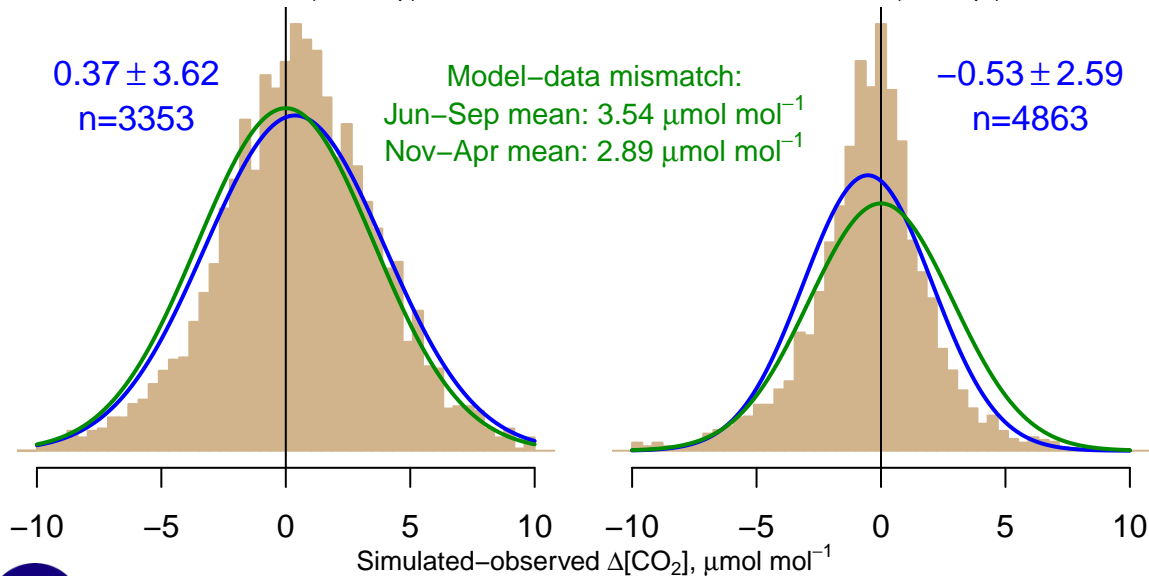 0.37 ± 3.62
n=3353
Model−data mismatch:
Jun−Sep mean: 3.54 μmol mol⁻¹
Nov−Apr mean: 2.89 μmol mol⁻¹
−0.53 ± 2.59
n=4863
−10 −5 0 5 10 −10 −5 0 5 10
Simulated−observed Δ[CO₂], μmol mol⁻¹